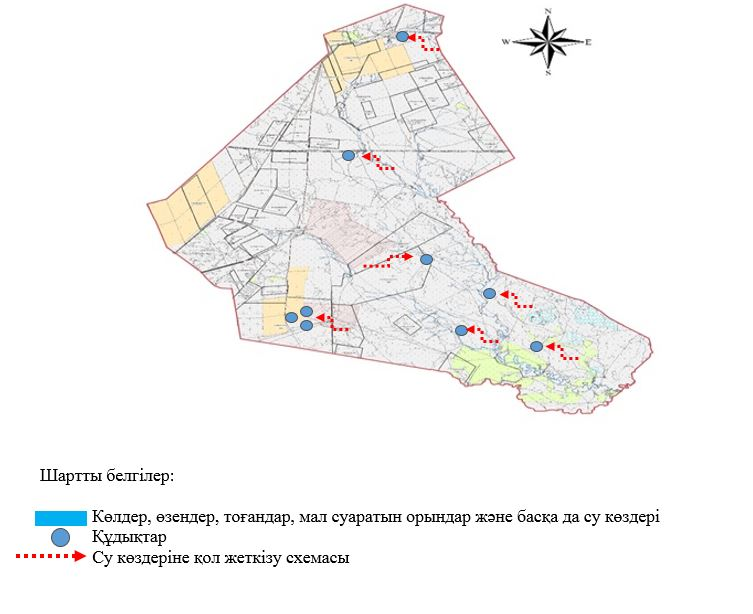 N
W E
S
Шартты белгілер:
Көлдер, өзендер, тоғандар, мал суаратын орындар және басқа да су көздері
Құдықтар
Су көздеріне қол жеткізу схемасы